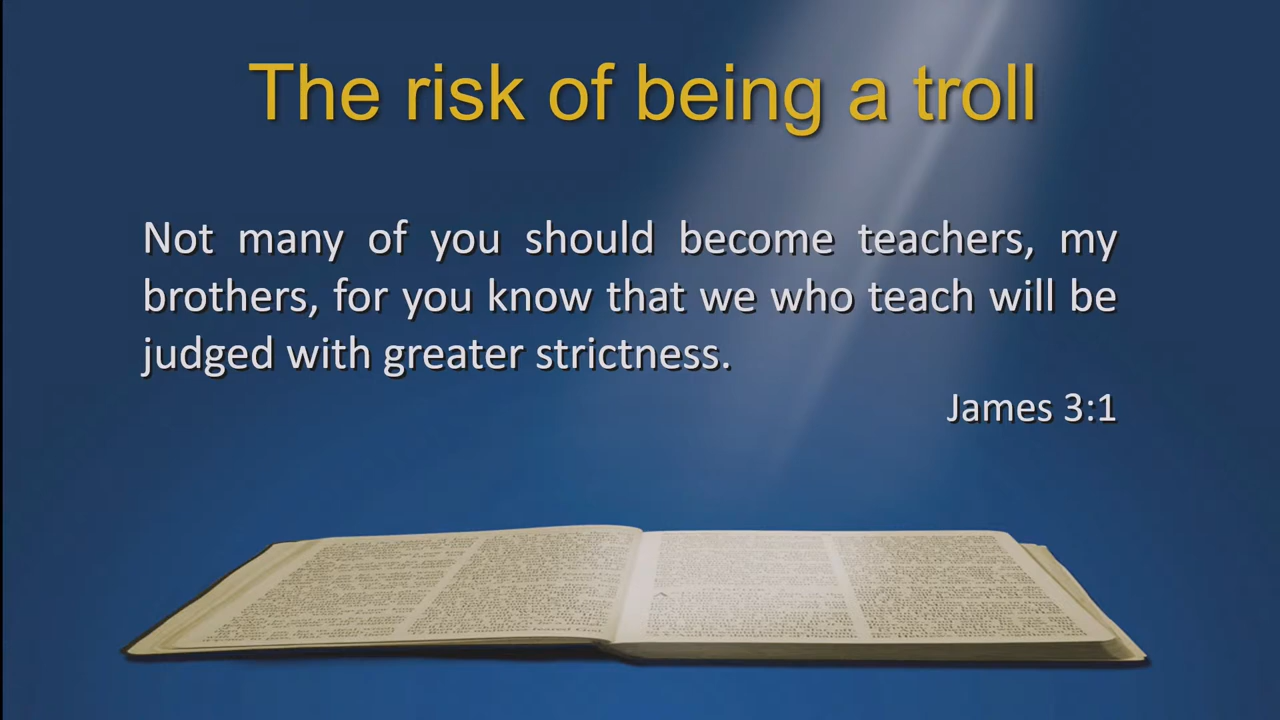 The risk of being a troll
Not many of you should become teachers, my
brothers, for you know that we who teach will be
judged with greater strictness.
James 3:1